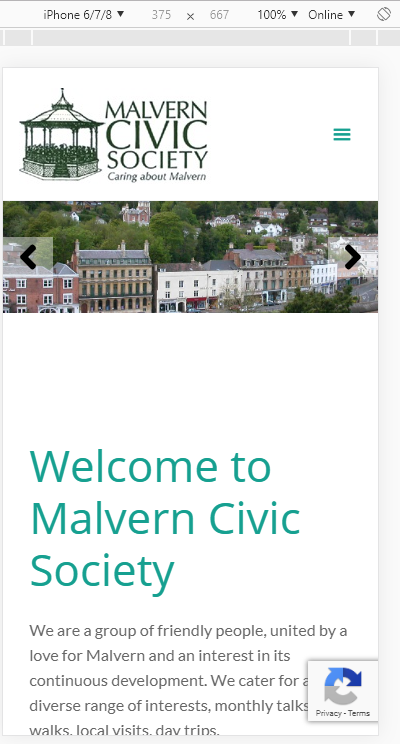 iPhone 6/7/8 ▼ 375 × 667 100% ▼ Online ▼
MALVERN
CIVIC
SOCIETY
Caring about Malvern
Welcome to
Malvern Civic
Society
We are a group of friendly people, united by a
love for Malvern and an interest in its
continuous development. We cater for a
diverse range of interests, monthly talks
walks, local visits, day trips.
Privacy - Terms